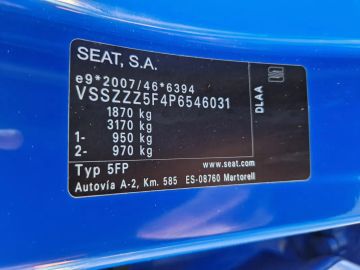 SEAT, S.A.
e9*2007/46*6394
VSSZZZ5F4P6546031
1870 kg
3170 kg
1- 950 kg
2- 970 kg
Typ 5FP
www.seat.com
Autovía A-2, Km. 585 ES-08760 Martorell
DLAA